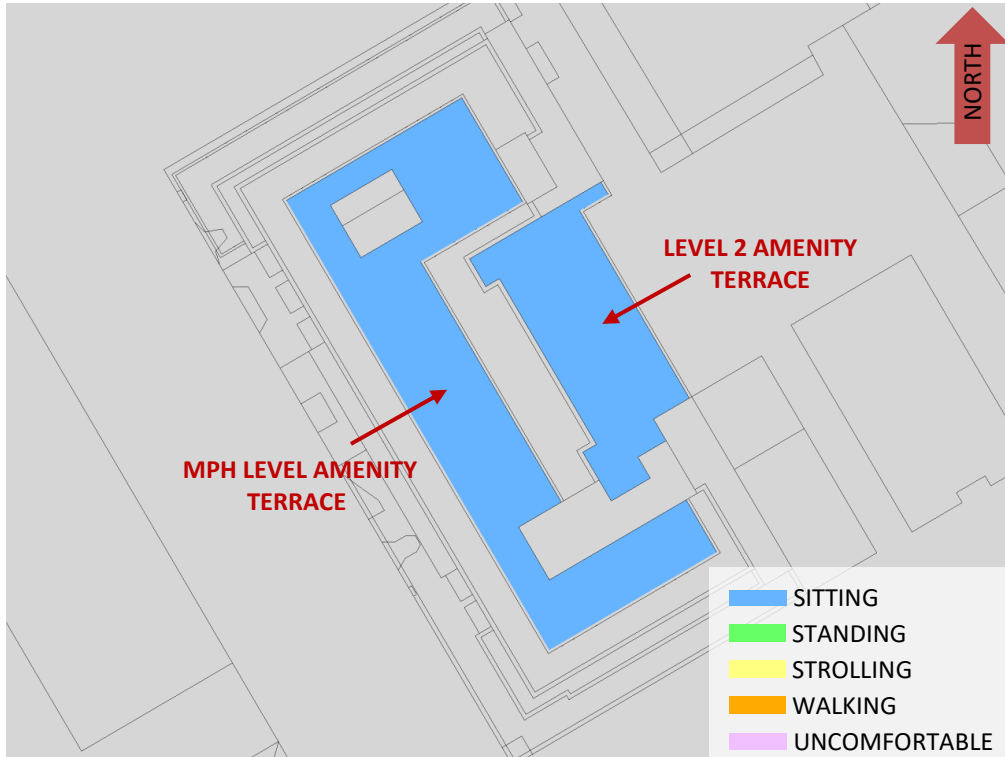 NORTH
LEVEL 2 AMENITY
TERRACE
MPH LEVEL AMENITY
TERRACE
SITTING
STANDING
STROLLING
WALKING
UNCOMFORTABLE